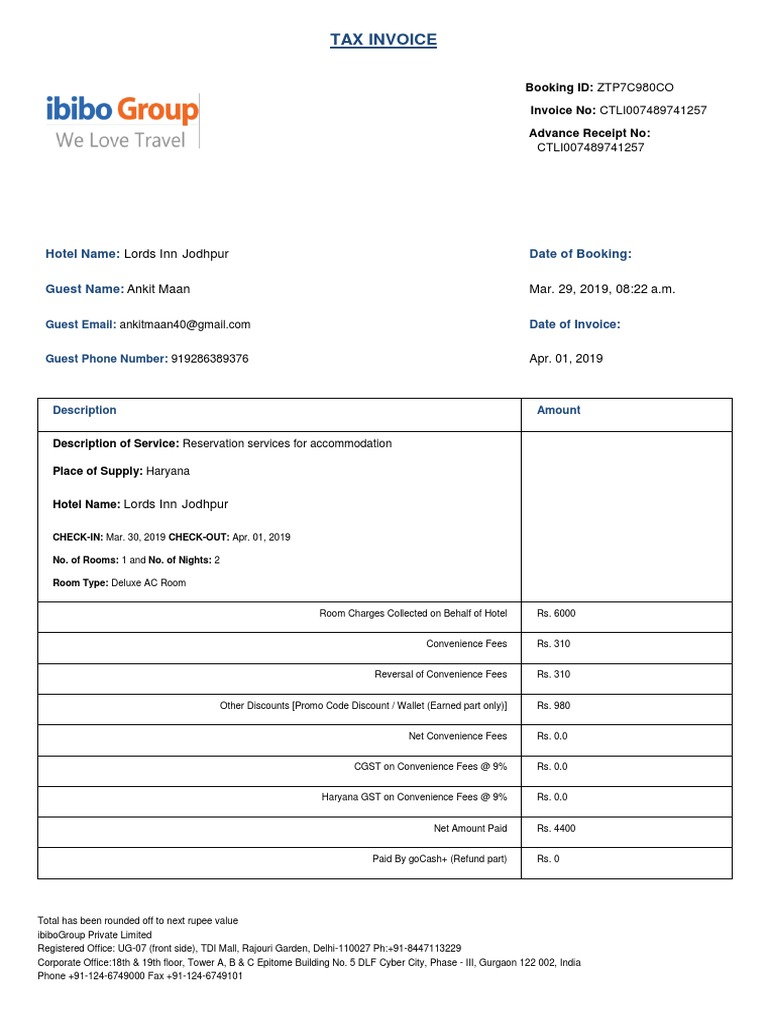 TAX INVOICE
ibibo Group
We Love Travel
Booking ID: ZTP7C980CO
Invoice No: CTLI007489741257
Advance Receipt No:
CTLI007489741257
Hotel Name: Lords Inn Jodhpur
Date of Booking:
Guest Name: Ankit Maan
Mar. 29, 2019, 08:22 a.m.
Guest Email: ankitmaan40@gmail.com
Date of Invoice:
Guest Phone Number: 919286389376
Apr. 01, 2019
Description Amount
Description of Service: Reservation services for accommodation
Place of Supply: Haryana
Hotel Name: Lords Inn Jodhpur
CHECK-IN: Mar. 30, 2019 CHECK-OUT: Apr. 01, 2019
No. of Rooms: 1 and No. of Nights: 2
Room Type: Deluxe AC Room
Room Charges Collected on Behalf of Hotel Rs. 6000
Convenience Fees Rs. 310
Reversal of Convenience Fees Rs. 310
Other Discounts [Promo Code Discount / Wallet (Earned part only)] Rs. 980
Net Convenience Fees Rs. 0.0
CGST on Convenience Fees @ 9% Rs. 0.0
Haryana GST on Convenience Fees @ 9% Rs. 0.0
Net Amount Paid Rs. 4400
Paid By goCash+ (Refund part) Rs. 0
Total has been rounded off to next rupee value
ibiboGroup Private Limited
Registered Office: UG-07 (front side), TDI Mall, Rajouri Garden, Delhi-110027 Ph:+91-8447113229
Corporate Office:18th & 19th floor, Tower A, B & C Epitome Building No. 5 DLF Cyber City, Phase - III, Gurgaon 122 002, India
Phone +91-124-6749000 Fax +91-124-6749101